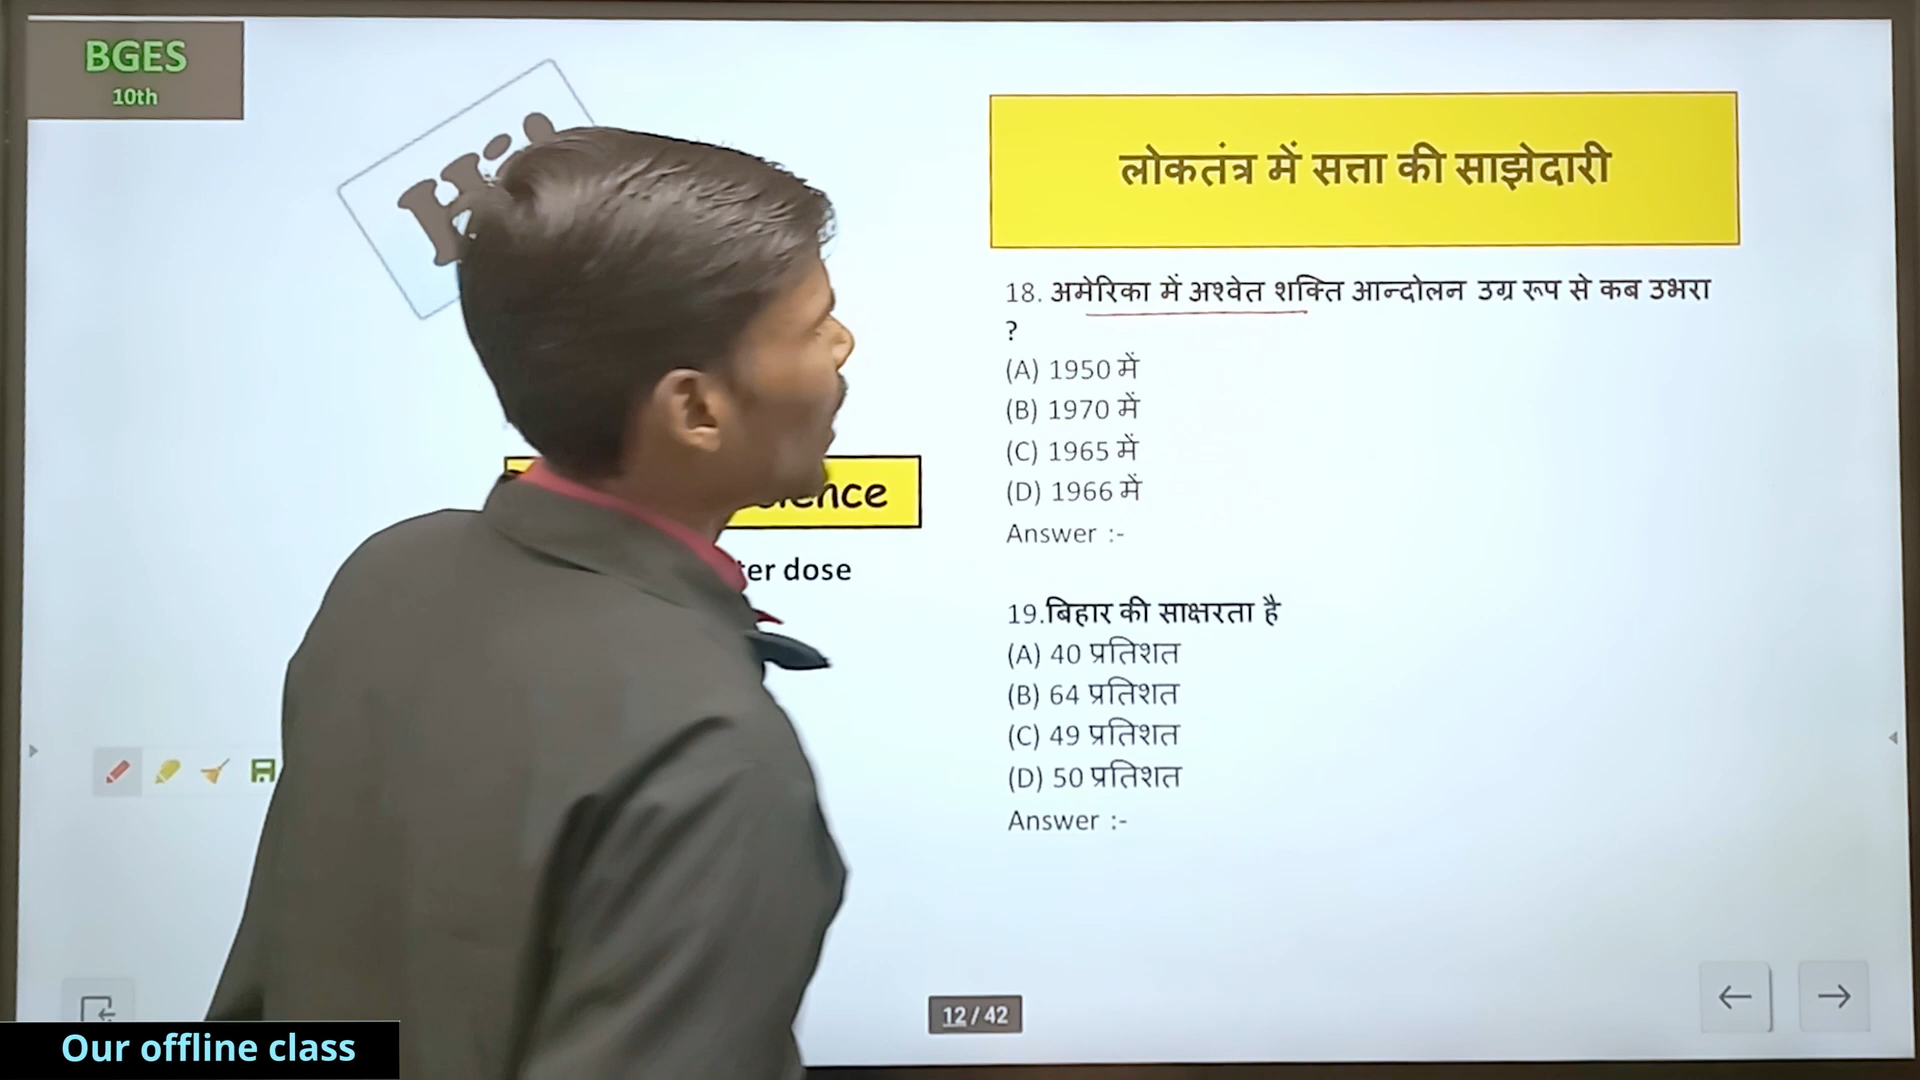 BGES
10th
लोकतंत्र में सत्ता की साझेदारी
18. अमेरिका में अश्वेत शक्ति आन्दोलन उग्र रूप से कब उभरा
?
(A) 1950 में
(B) 1970 में
(C) 1965 में
(D) 1966 में
Answer :-
19.बिहार की साक्षरता है
(A) 40 प्रतिशत
(B) 64 प्रतिशत
(C) 49 प्रतिशत
(D) 50 प्रतिशत
Answer :-
dose
12 / 42
Our offline class